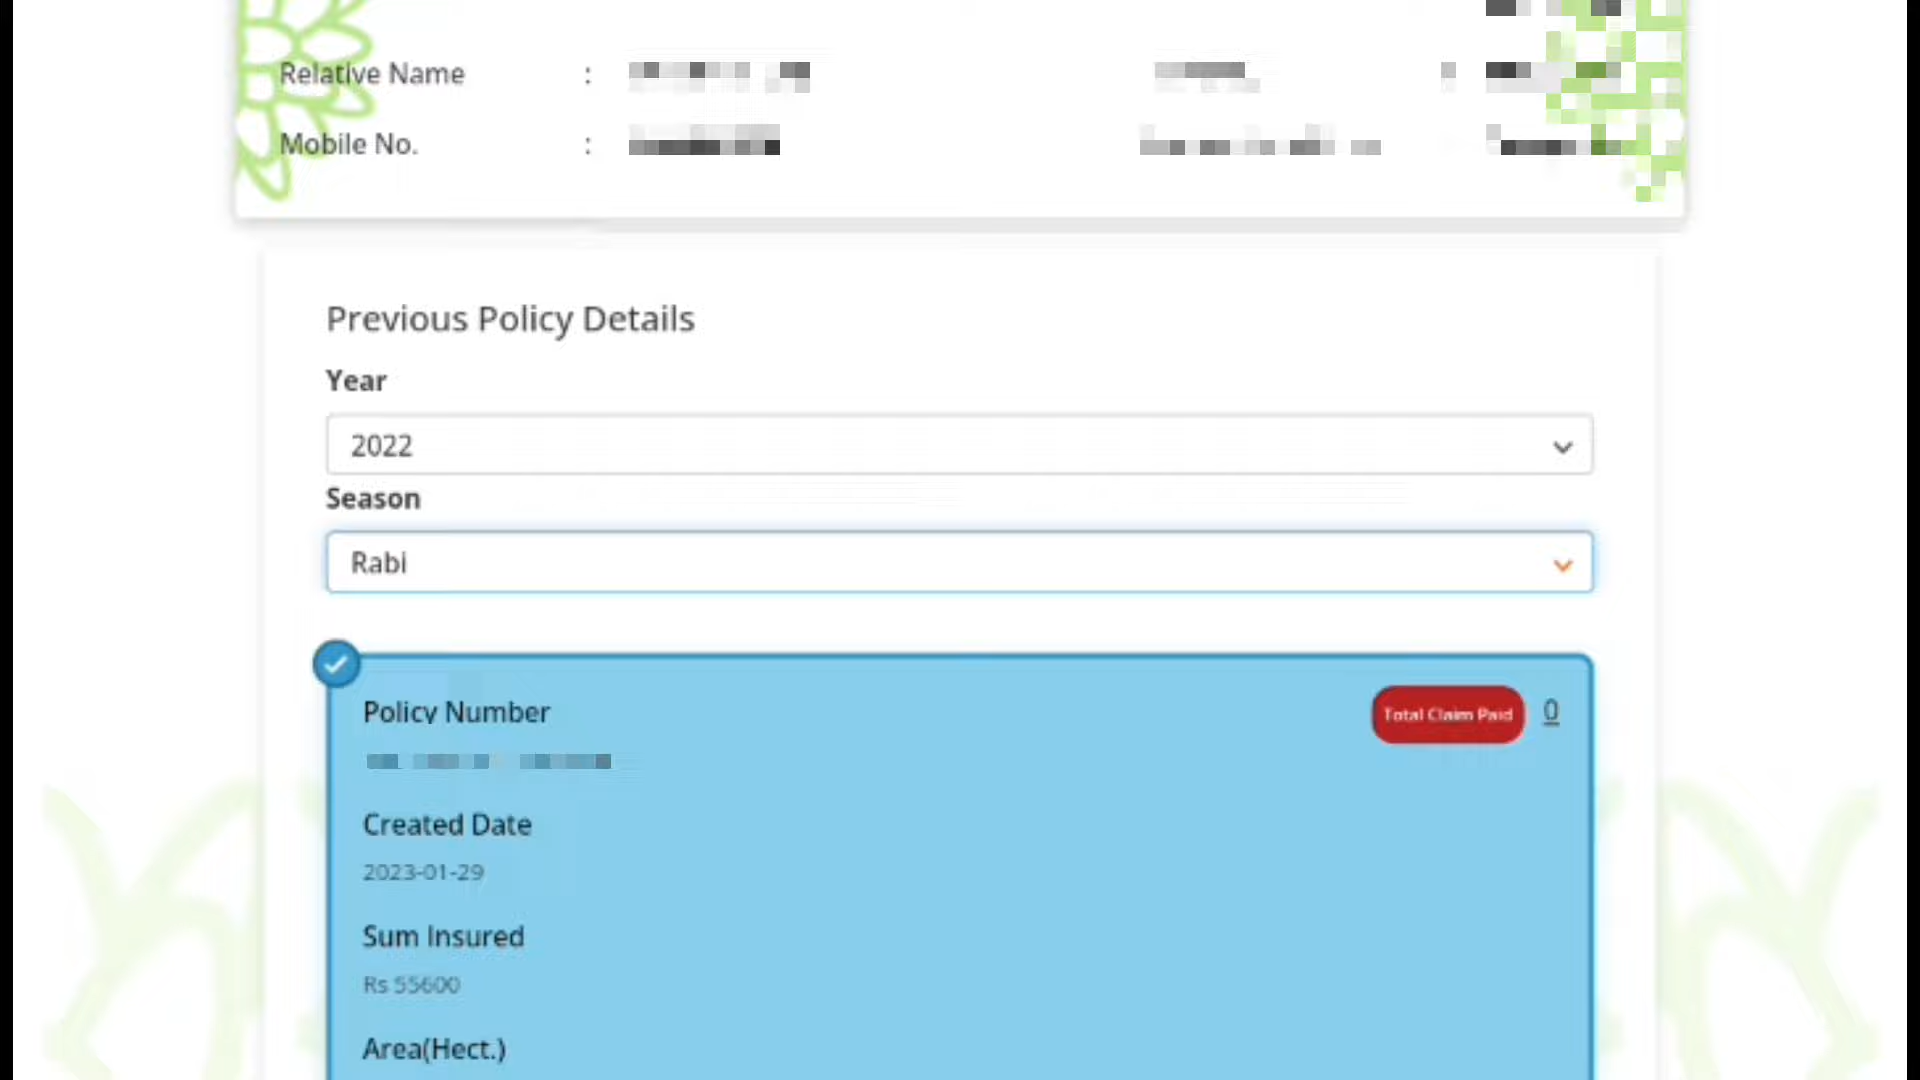 Relative Name :
Mobile No. :
Previous Policy Details
Year
2022
Season
Rabi
Policy Number
Total Claim Paid 0
Created Date
2023-01-29
Sum Insured
Rs 55600
Area(Hect.)